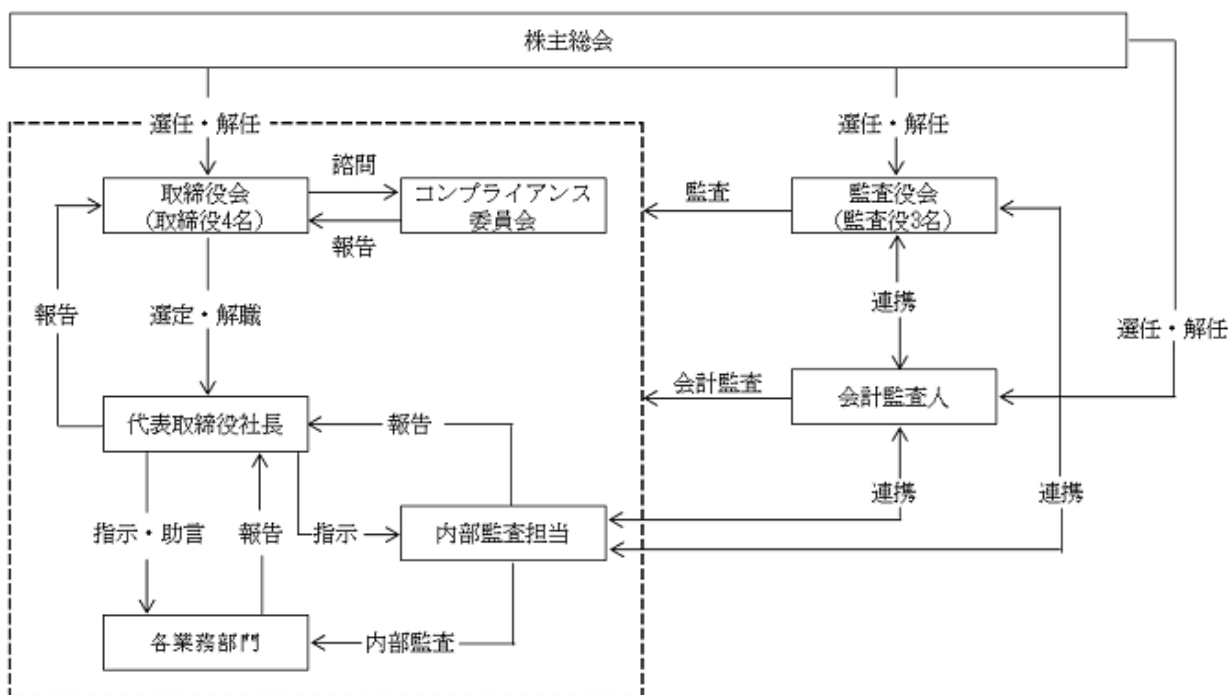 株主総会
選任・解任
選任・解任
諮問
取締役会
(取締役4名)
コンプライアンス
委員会
監査
監査役会
(監査役3名)
報告
報告
選定・解職
連携
選任・解任
会計監査
会計監査人
代表取締役社長
報告
連携
連携
指示・助言
報告
指示
内部監査担当
各業務部門
内部監査